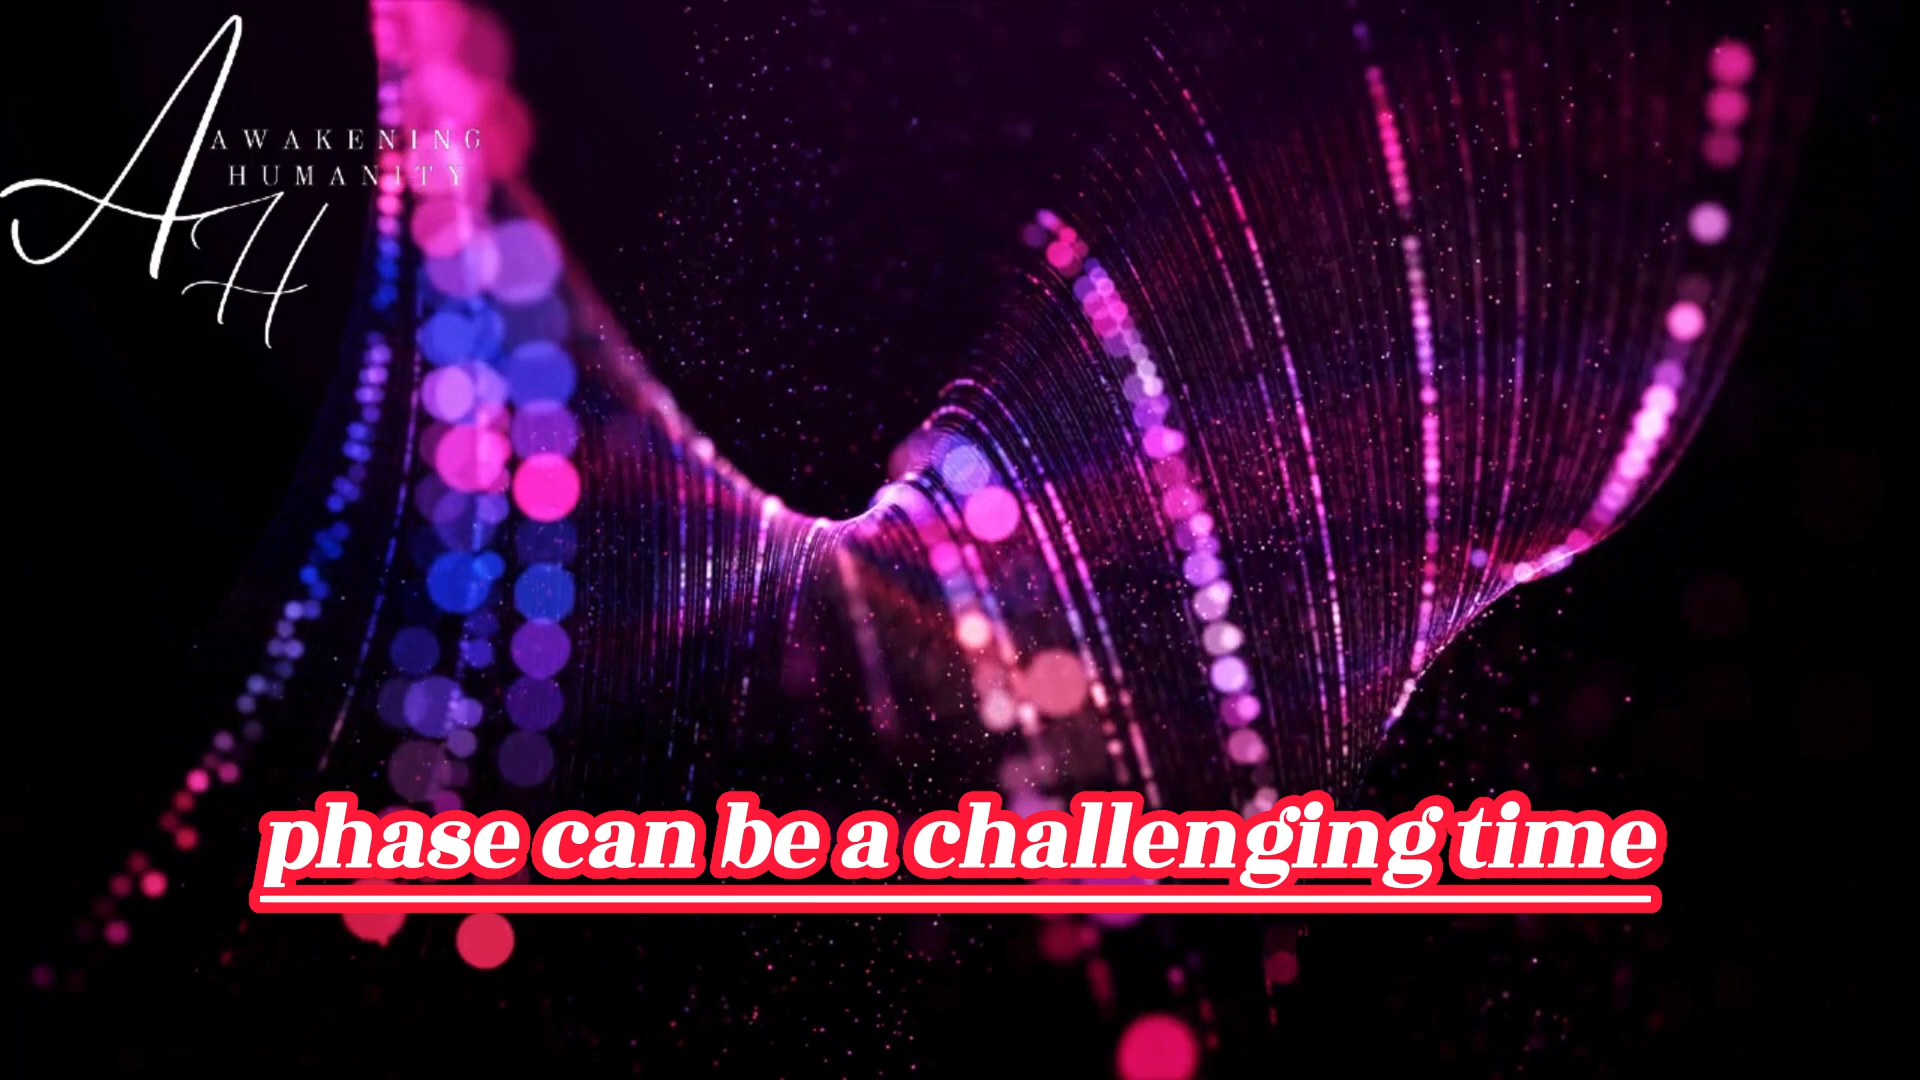 A
AWAKENING
HUMANITY
H
phase can be a challenging time